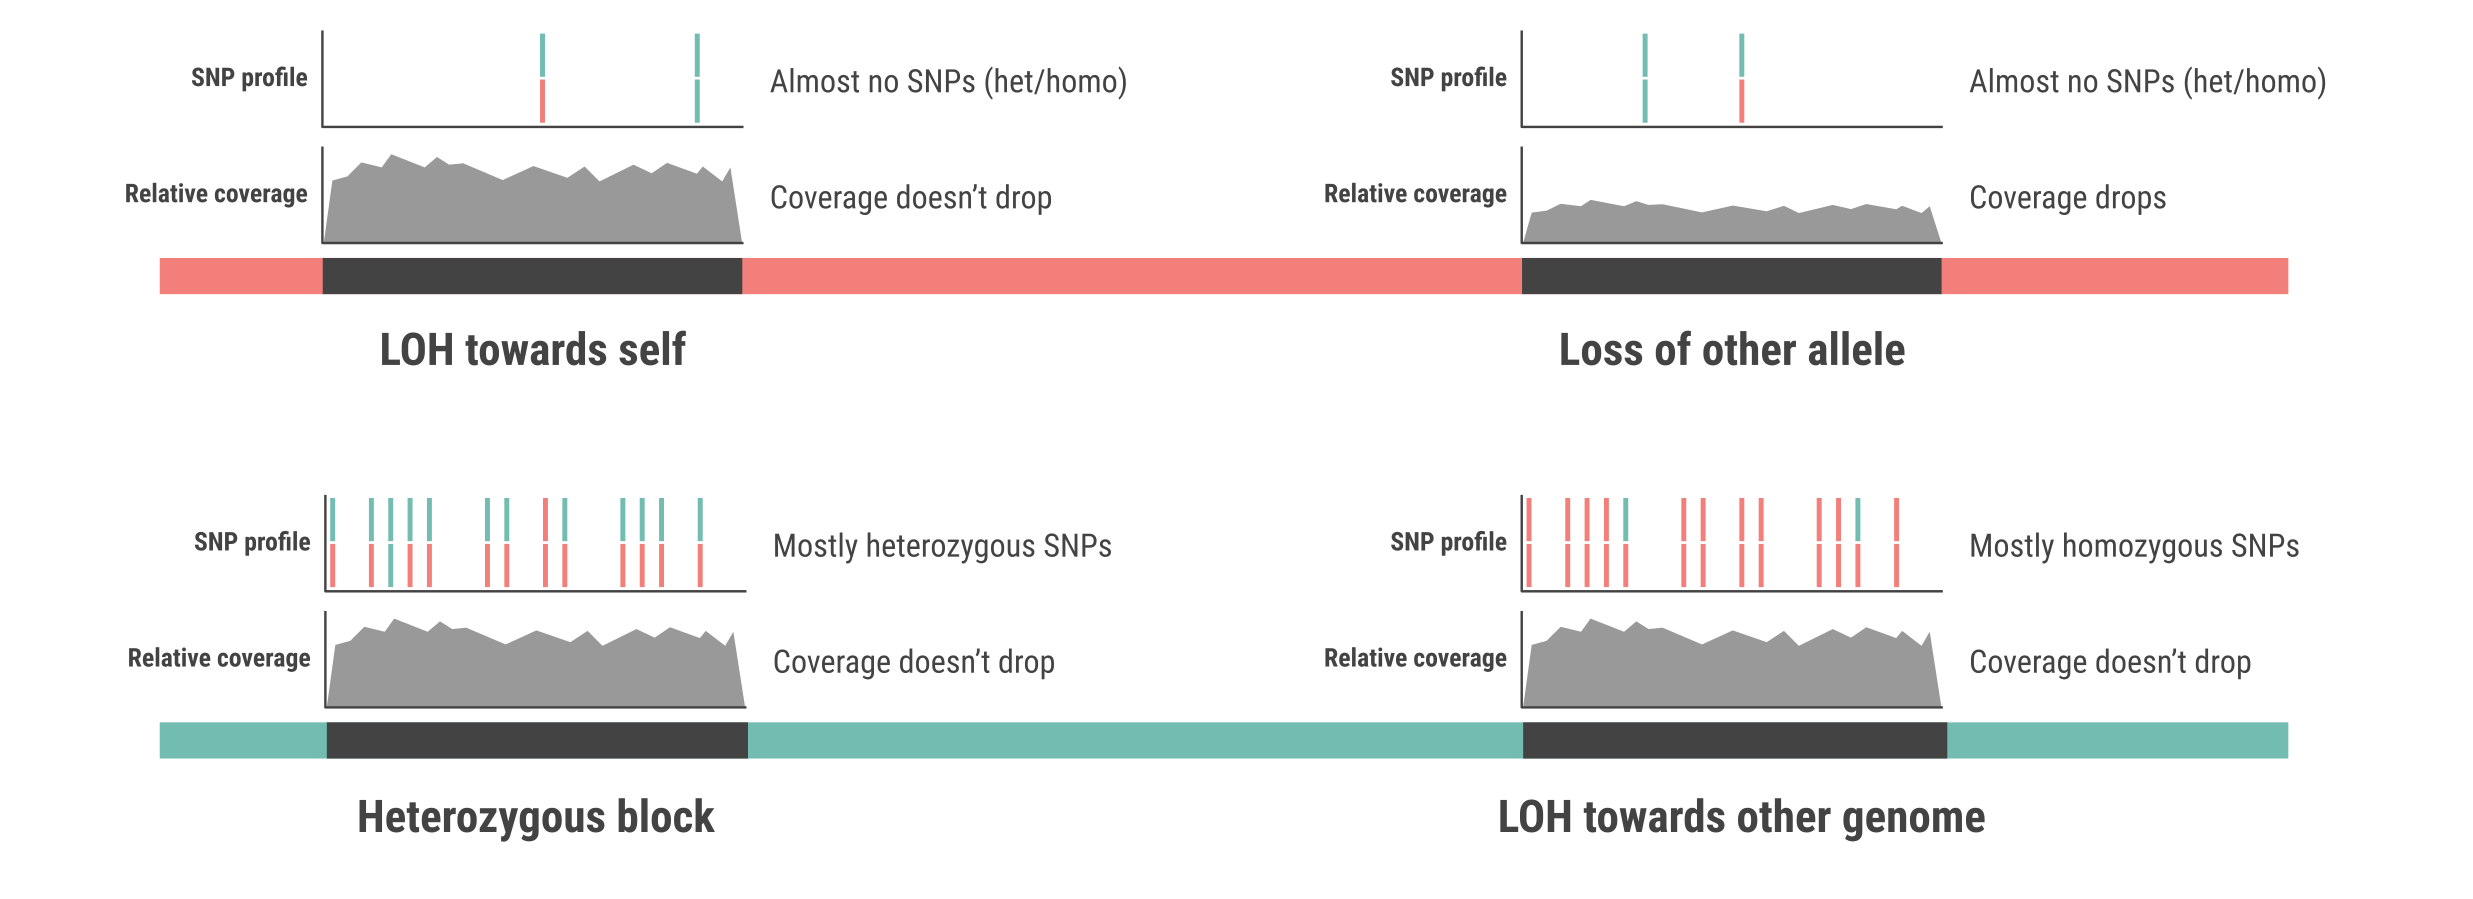 SNP profile
Almost no SNPs (het/homo)
Relative coverage
Coverage doesn’t drop
LOH towards self
SNP profile
Almost no SNPs (het/homo)
Relative coverage
Coverage drops
Loss of other allele
SNP profile
Mostly heterozygous SNPs
Relative coverage
Coverage doesn’t drop
Heterozygous block
SNP profile
Mostly homozygous SNPs
Relative coverage
Coverage doesn’t drop
LOH towards other genome